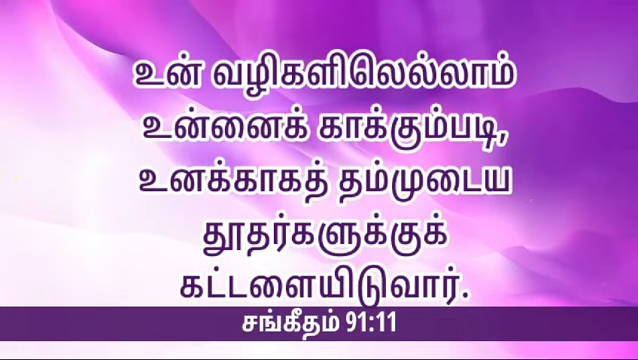 உன் வழிகளிலெல்லாம்
உன்னைக் காக்கும்படி,
உனக்காகத் தம்முடைய
தூதர்களுக்குக்
கட்டளையிடுவார்.
சங்கீதம் 91:11